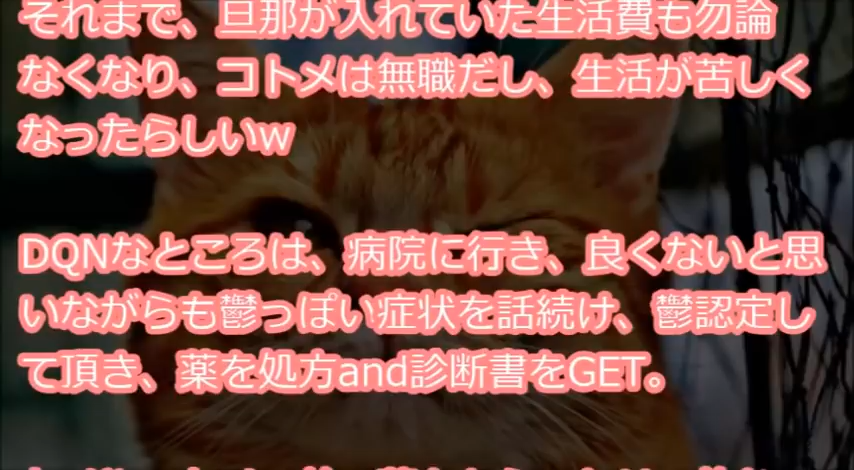 それまで、旦那が入れていた生活費も勿論
なくなり、コトメは無職だし、生活が苦しく
なったらしいw
DQNなところは、病院に行き、良くないと思
いながらも鬱っぽい症状を話続け、鬱認定し
て頂き、薬を処方and診断書をGET。